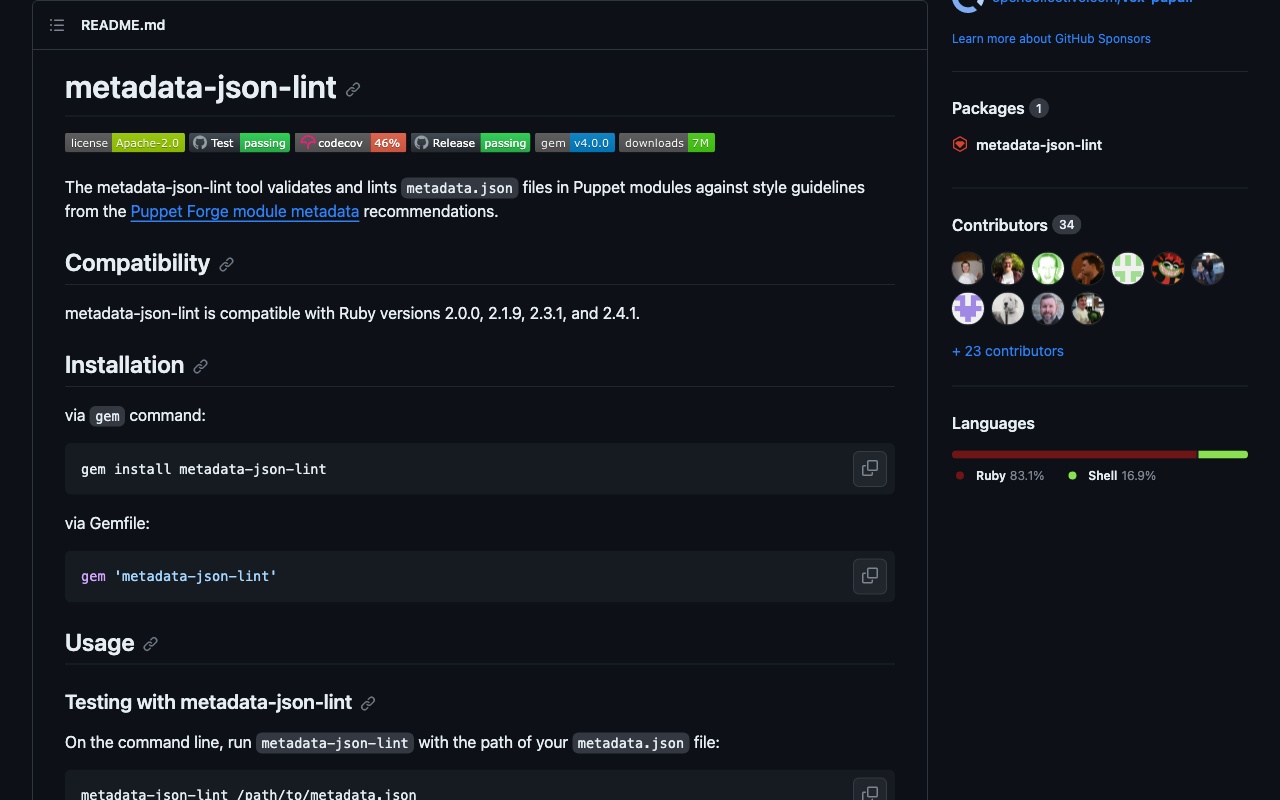 README.md
metadata-json-lint
license Apache-2.0 Test passing codecov 46% Release passing gem v4.0.0 downloads 7M
The metadata-json-lint tool validates and lints metadata.json files in Puppet modules against style guidelines
from the Puppet Forge module metadata recommendations.
Compatibility
metadata-json-lint is compatible with Ruby versions 2.0.0, 2.1.9, 2.3.1, and 2.4.1.
Installation
via gem command:
gem install metadata-json-lint
via Gemfile:
gem 'metadata-json-lint'
Usage
Testing with metadata-json-lint
On the command line, run metadata-json-lint with the path of your metadata.json file:
metadata-json-lint /path/to/metadata.json
opencollective.com/vox-pupuli
Learn more about GitHub Sponsors
Packages 1
metadata-json-lint
Contributors 34
+ 23 contributors
Languages
Ruby 83.1% Shell 16.9%